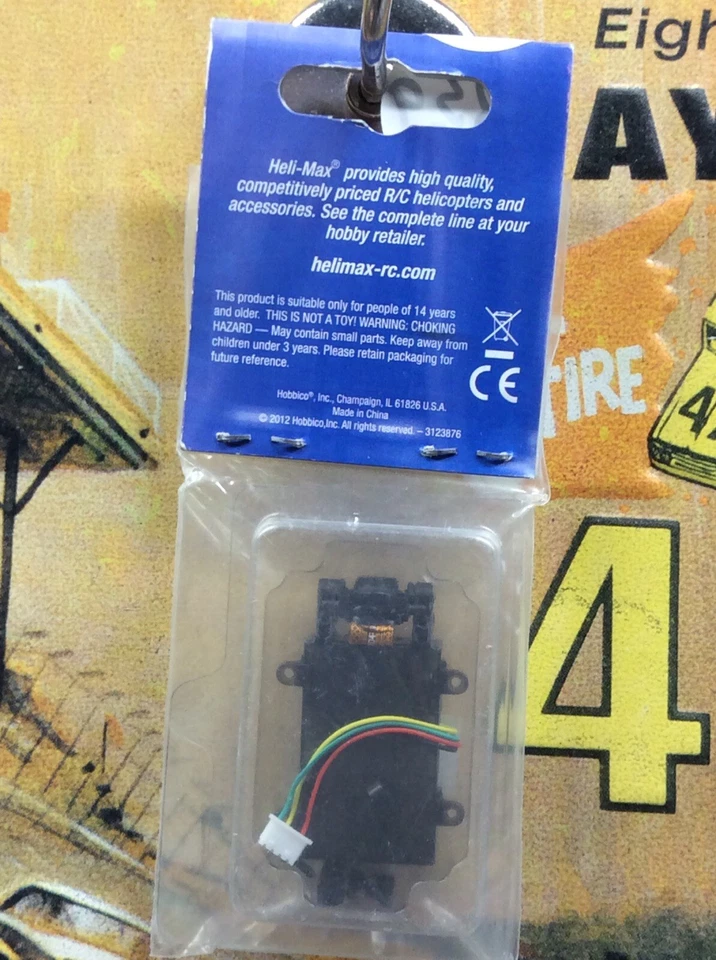 Eigh
AY
Heli-Max® provides high quality,
competitively priced R/C helicopters and
accessories. See the complete line at your
hobby retailer.
helimax-rc.com
This product is suitable only for people of 14 years
and older. THIS IS NOT A TOY! WARNING: CHOKING
HAZARD — May contain small parts. Keep away from
children under 3 years. Please retain packaging for
future reference.
CE
Hobbico®, Inc., Champaign, IL 61826 U.S.A.
Made in China
© 2012 Hobbico,Inc. All rights reserved. – 3123876
TIRE
4